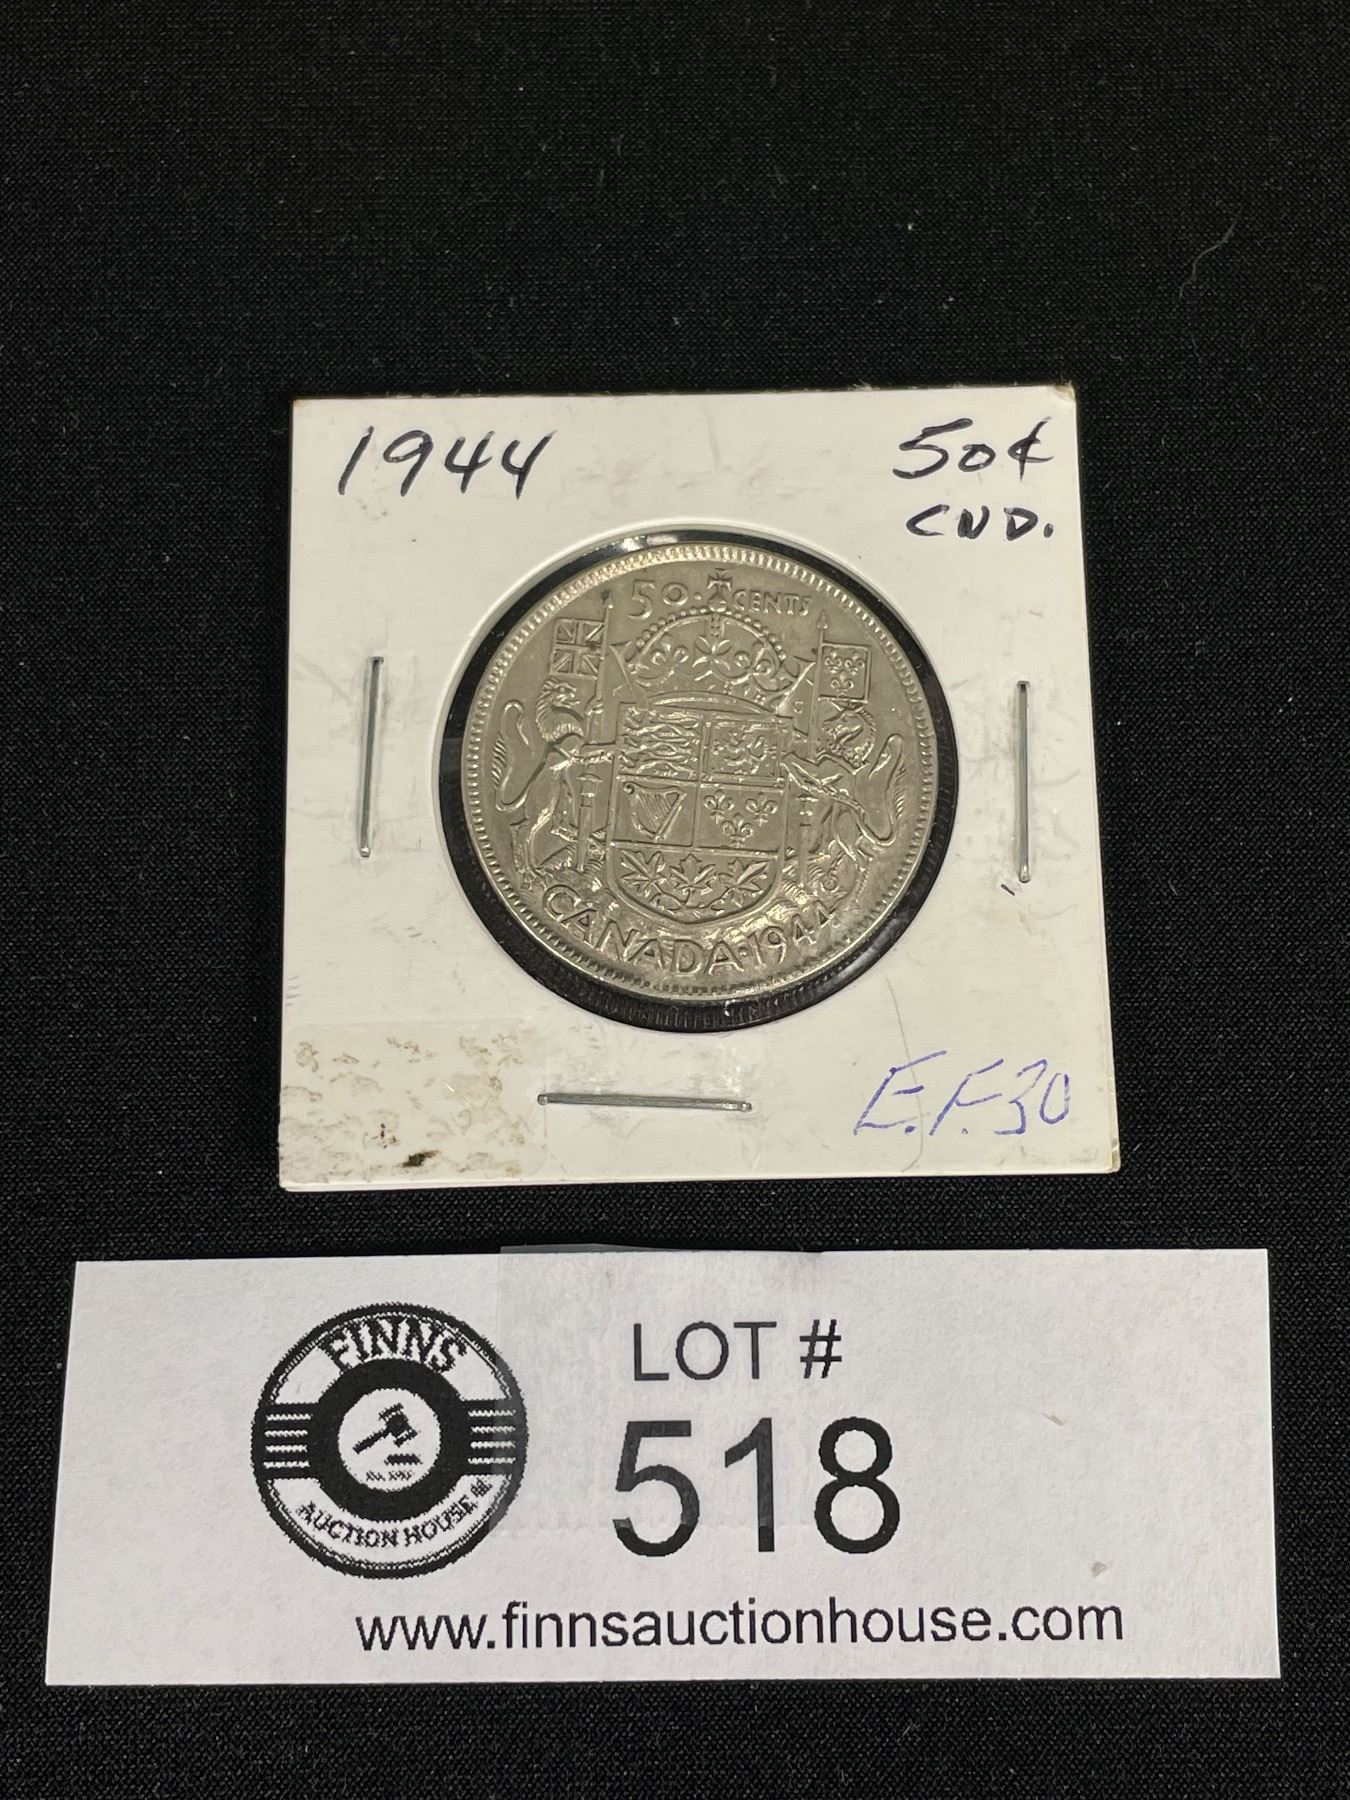 1944
50¢
CND.
50 CENTS
CANADA·1944
E.F.30
FINNS
AUCTION HOUSE
LOT #
518
www.finnsauctionhouse.com